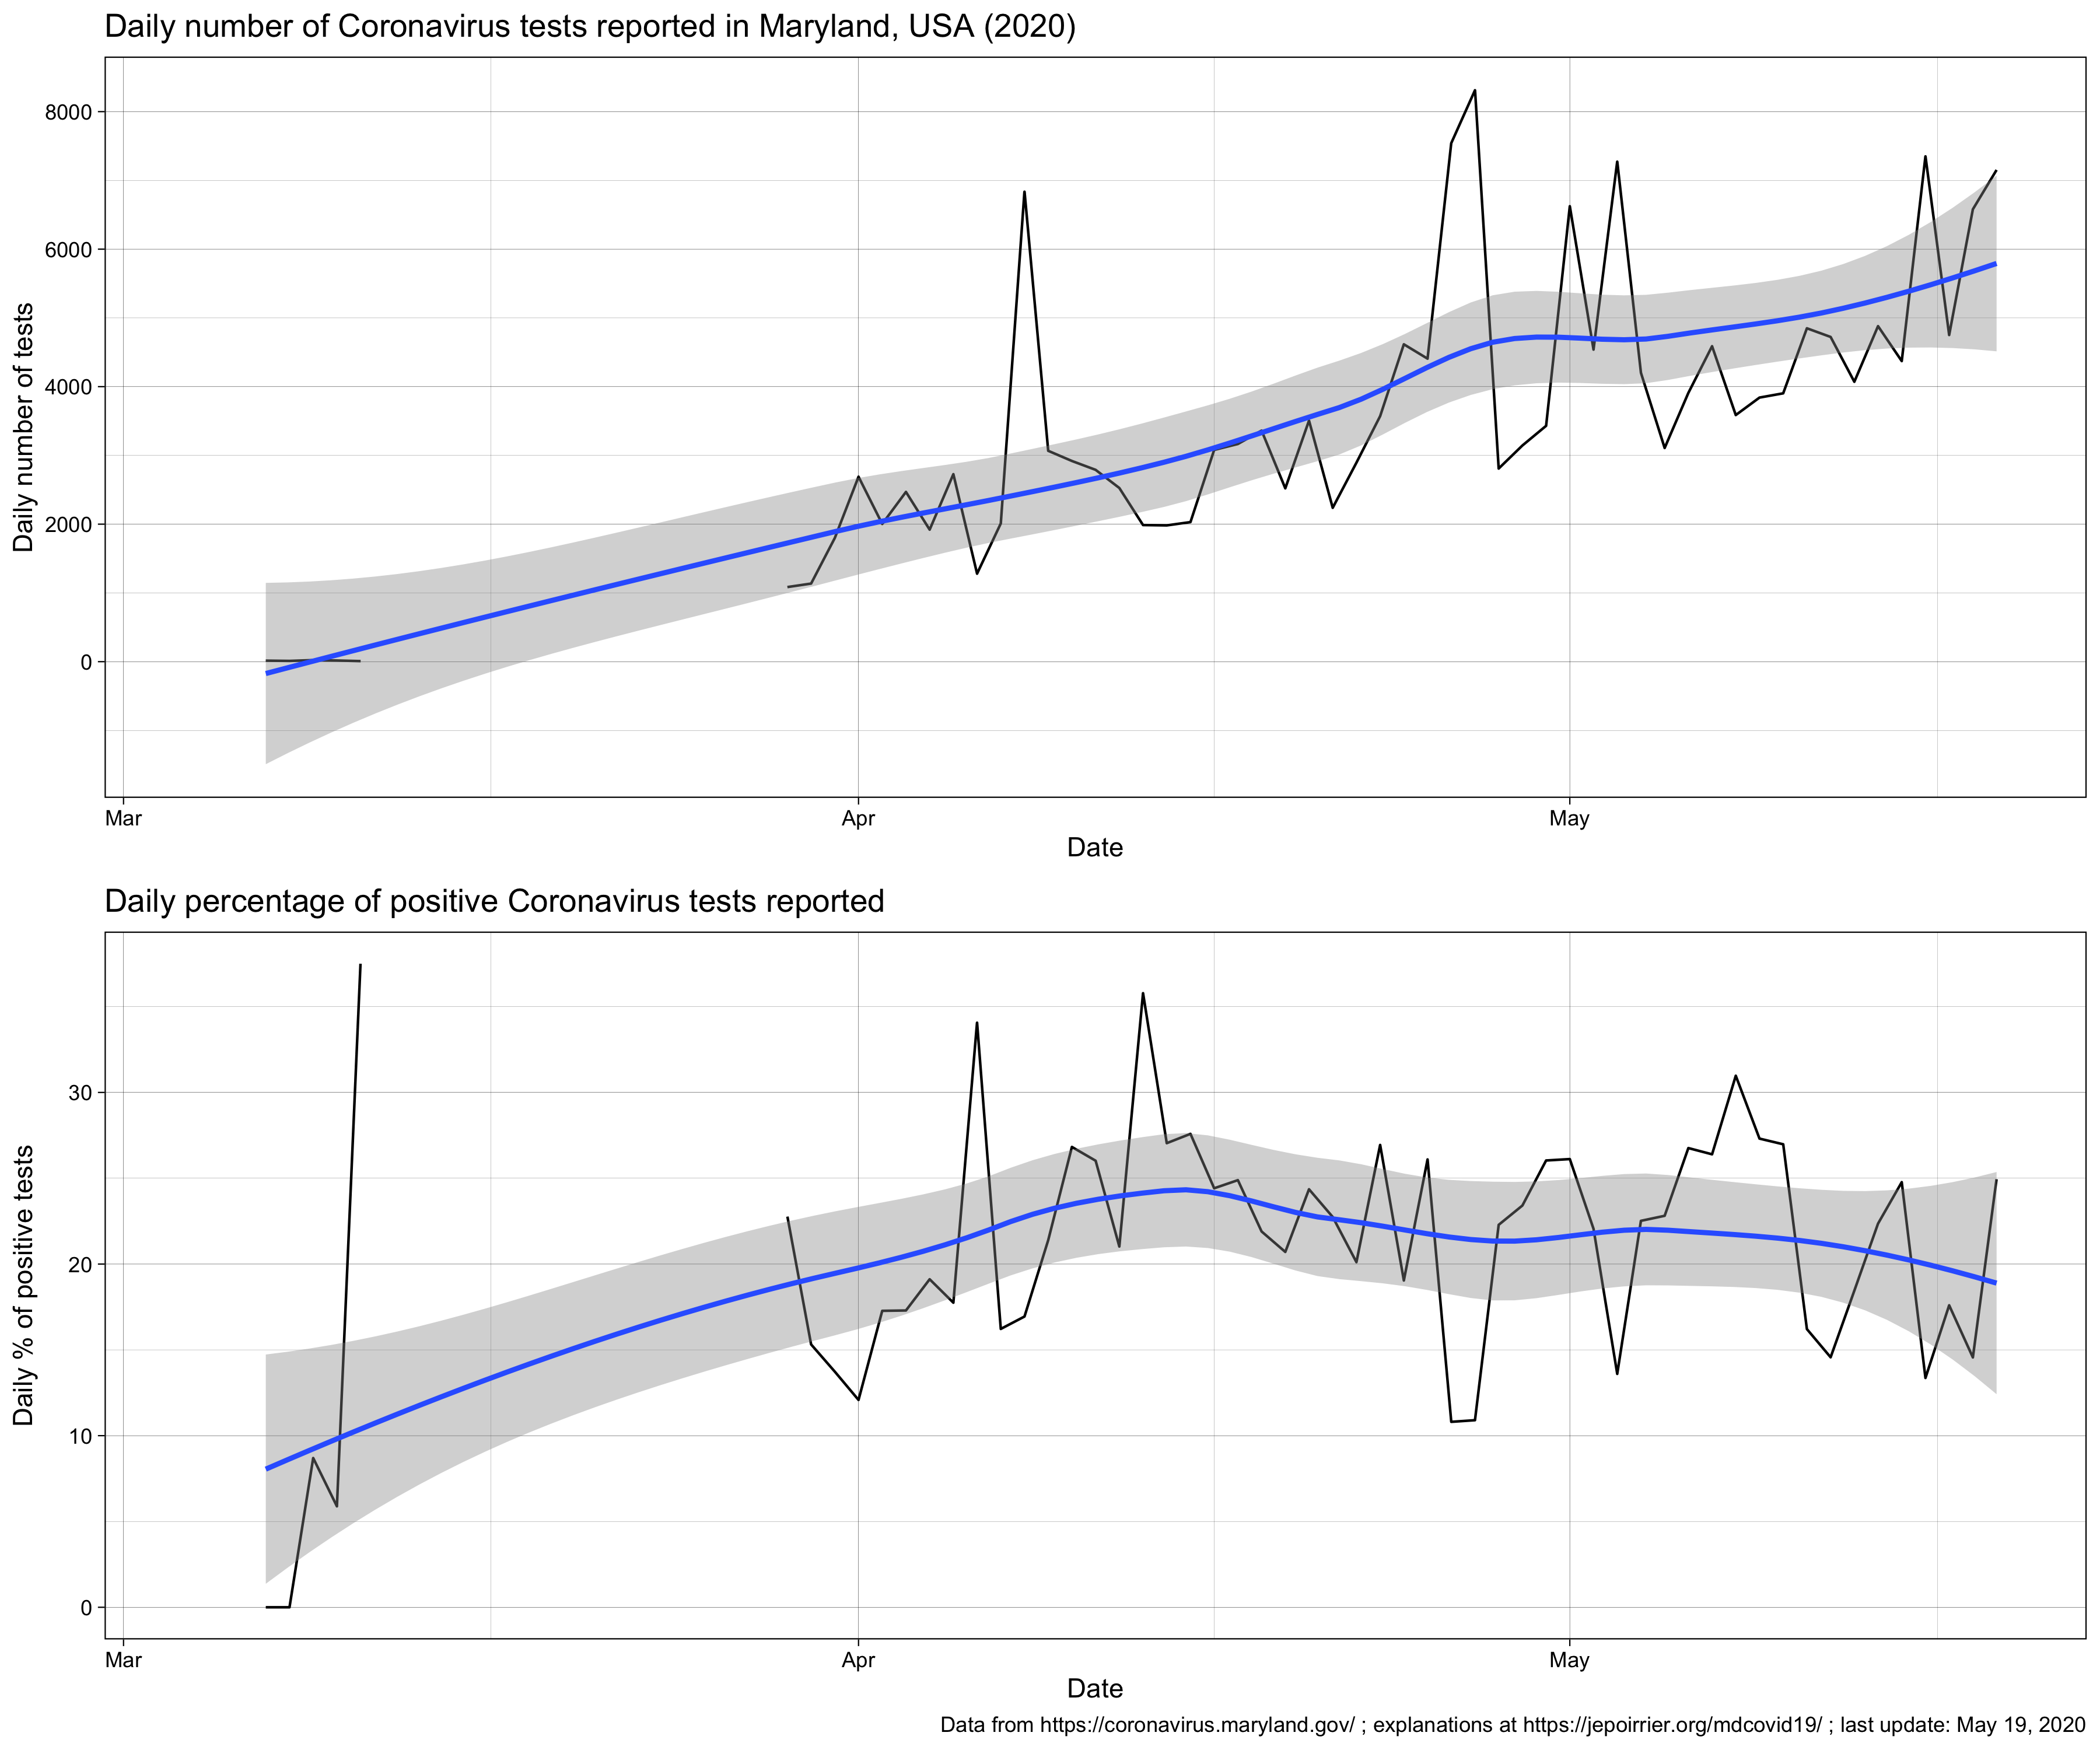 Daily number of Coronavirus tests reported in Maryland, USA (2020)
Daily number of tests
8000
6000
4000
2000
0
Mar
Apr
May
Date
Daily percentage of positive Coronavirus tests reported
Daily % of positive tests
30
20
10
0
Mar
Apr
May
Date
Data from https://coronavirus.maryland.gov/ ; explanations at https://jepoirrier.org/mdcovid19/ ; last update: May 19, 2020